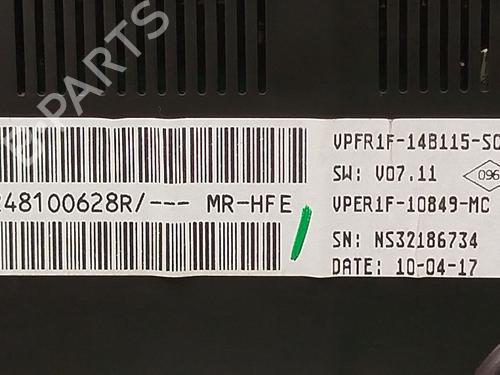 B-PARTS
VPFR1F-14B115-SC
SW: V07.11
096
248100628R/--- MR-HFE
VPER1F-10849-MC
SN: NS32186734
DATE: 10-04-17